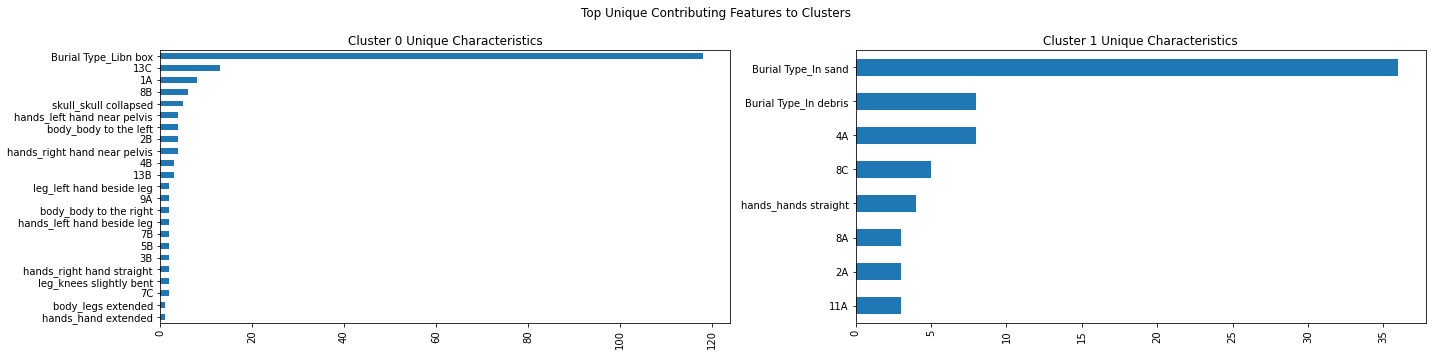 Top Unique Contributing Features to Clusters
Cluster 0 Unique Characteristics
Burial Type_Libn box
13C
1A
8B
skull_skull collapsed
hands_left hand near pelvis
body_body to the left
2B
hands_right hand near pelvis
4B
13B
leg_left hand beside leg
9A
body_body to the right
hands_left hand beside leg
7B
5B
3B
hands_right hand straight
leg_knees slightly bent
7C
body_legs extended
hands_hand extended
0 20 40 60 80 100 120
Cluster 1 Unique Characteristics
Burial Type_In sand
Burial Type_In debris
4A
8C
hands_hands straight
8A
2A
11A
0 5 10 15 20 25 30 35